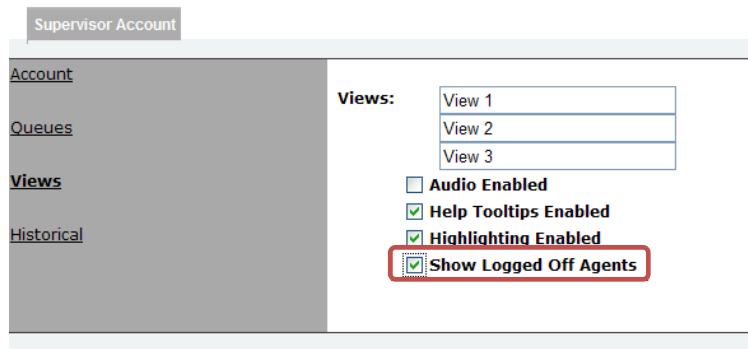 Supervisor Account
Account
Queues
Views
Historical
Views:
View 1
View 2
View 3
Audio Enabled
Help Tooltips Enabled
Highlighting Enabled
Show Logged Off Agents